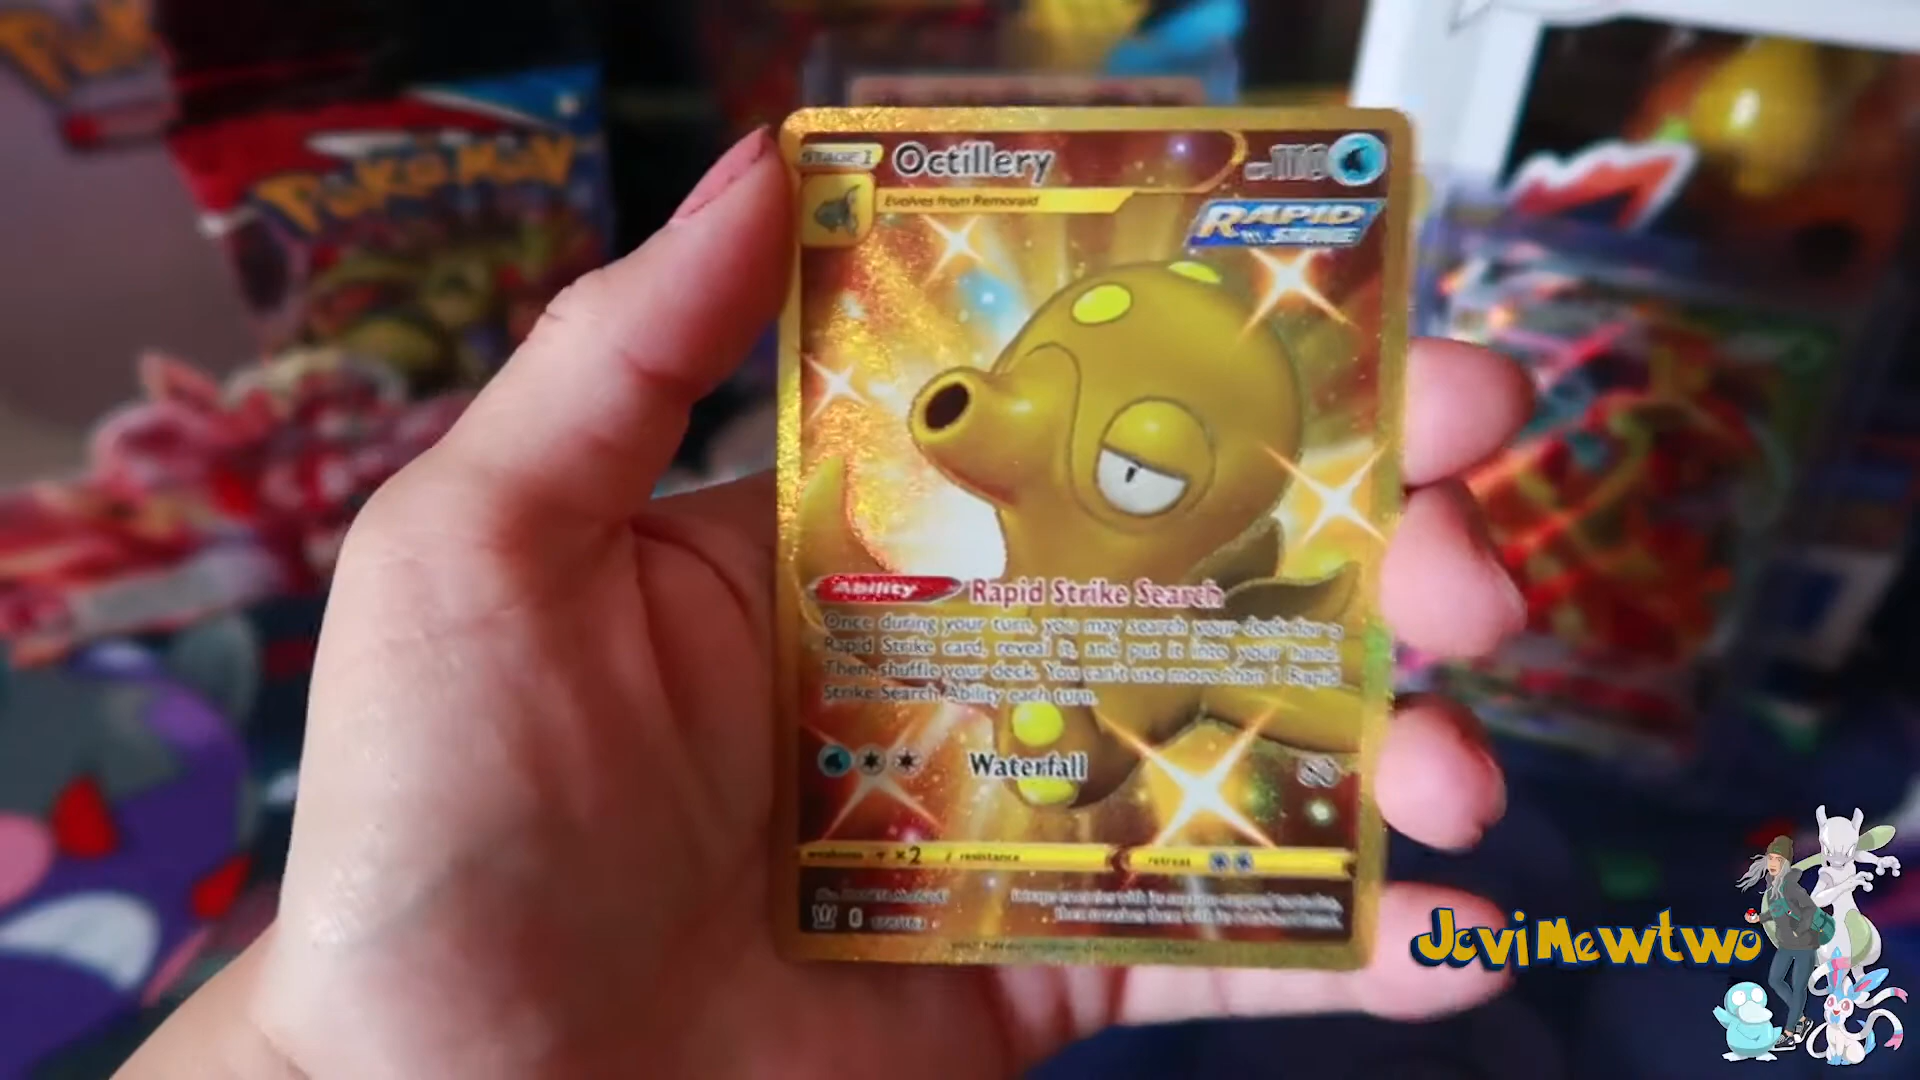 Pokémon
STAGE 1
Octillery
110
Evolves from Remoraid
RAPID
STRIKE
Ability Rapid Strike Search
Once during your turn, you may search your deck for a
Rapid Strike card, reveal it, and put it into your hand.
Then, shuffle your deck. You can't use more than 1 Rapid
Strike Search Ability each turn.
Waterfall
weakness ×2 resistance retreat
JoviMewtwo